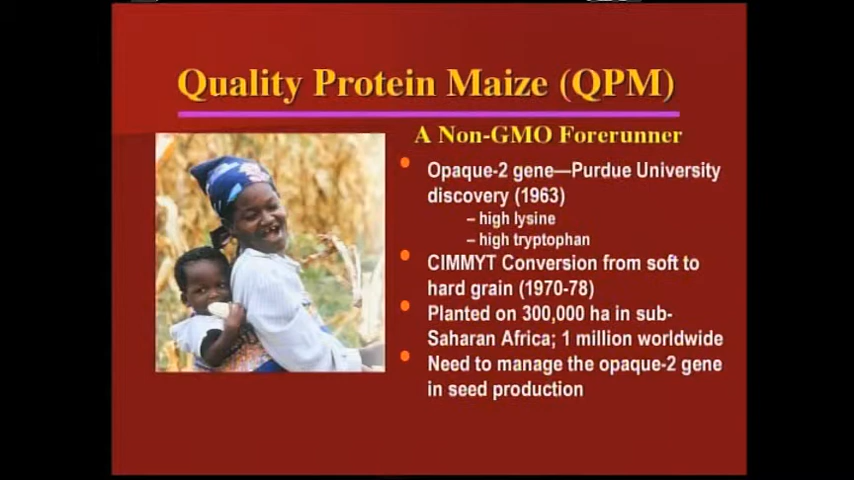 Quality Protein Maize (QPM)
A Non-GMO Forerunner
• Opaque-2 gene—Purdue University
discovery (1963)
– high lysine
– high tryptophan
• CIMMYT Conversion from soft to
hard grain (1970-78)
• Planted on 300,000 ha in sub-
Saharan Africa; 1 million worldwide
• Need to manage the opaque-2 gene
in seed production